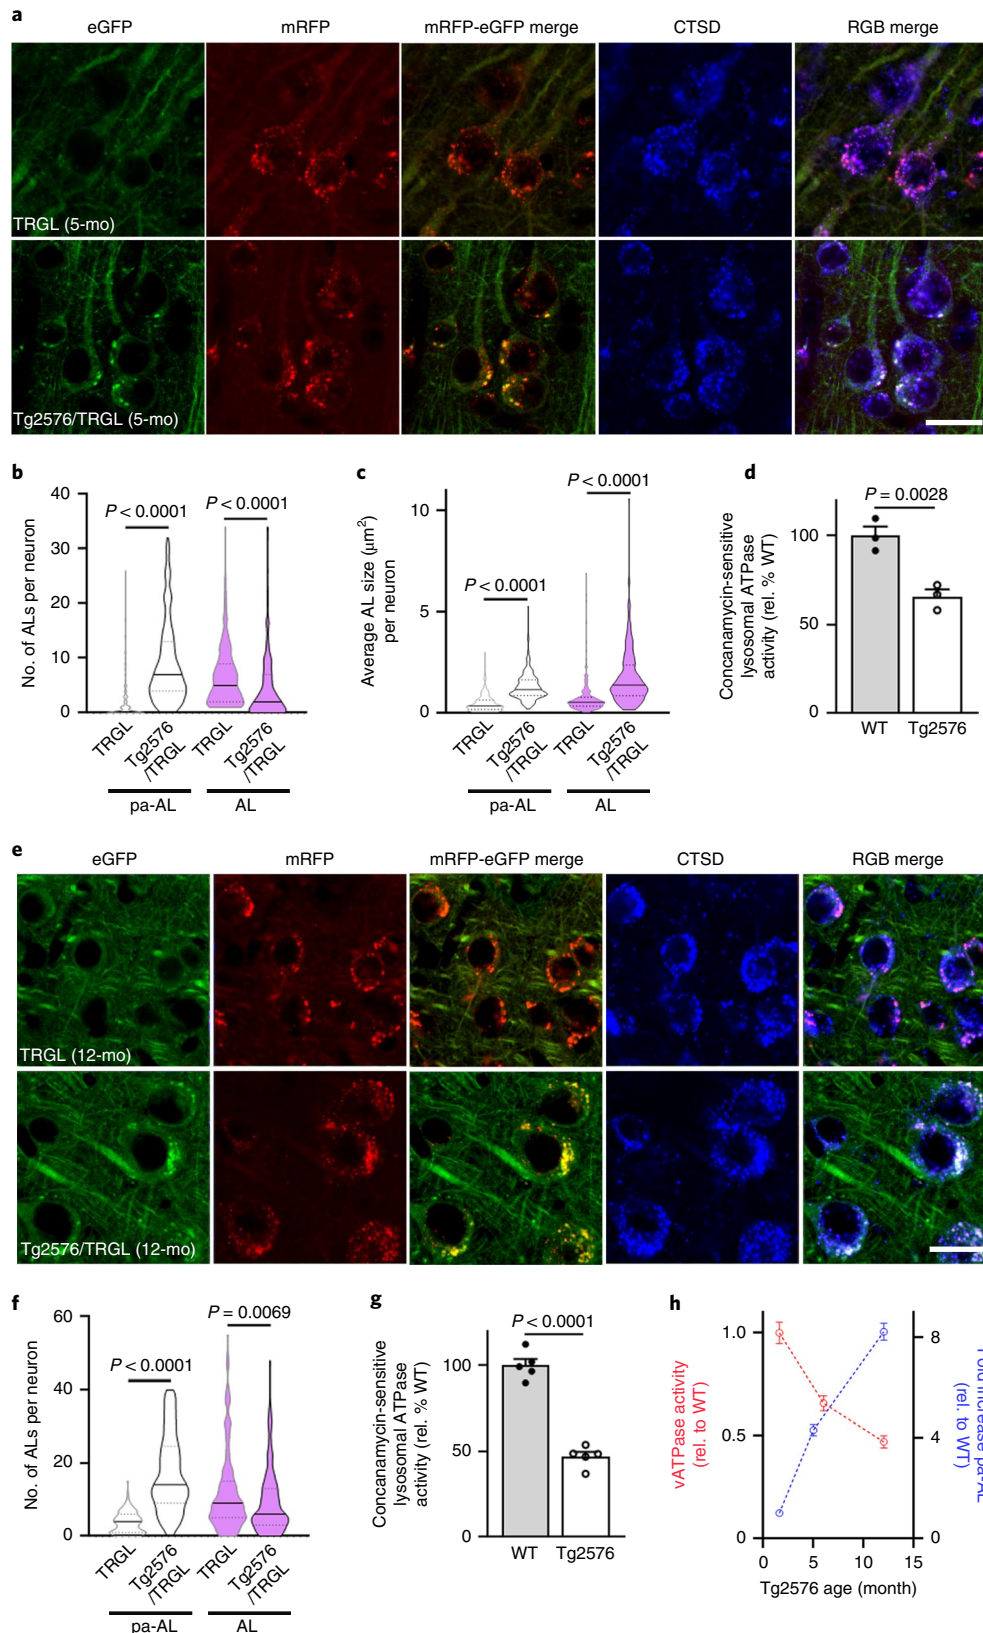 a
eGFP mRFP mRFP-eGFP merge CTSD RGB merge
TRGL (5-mo)
Tg2576/TRGL (5-mo)
b
No. of ALs per neuron
40
30
20
10
0
P < 0.0001
P < 0.0001
TRGL
Tg2576
/TRGL
TRGL
Tg2576
/TRGL
pa-AL
AL
c
Average AL size (μm²)
per neuron
10
5
0
P < 0.0001
P < 0.0001
TRGL
Tg2576
/TRGL
TRGL
Tg2576
/TRGL
pa-AL
AL
d
Concanamycin-sensitive
lysosomal ATPase
activity (rel. % WT)
100
50
0
P = 0.0028
WT
Tg2576
e
eGFP mRFP mRFP-eGFP merge CTSD RGB merge
TRGL (12-mo)
Tg2576/TRGL (12-mo)
f
No. of ALs per neuron
60
40
20
0
P < 0.0001
P = 0.0069
TRGL
Tg2576
/TRGL
TRGL
Tg2576
/TRGL
pa-AL
AL
g
Concanamycin-sensitive
lysosomal ATPase
activity (rel. % WT)
100
50
0
P < 0.0001
WT
Tg2576
h
vATPase activity
(rel. to WT)
1.0
0.5
0
8
4
0
0 5 10 15
Tg2576 age (month)
increase pa-AL
(rel. to WT)